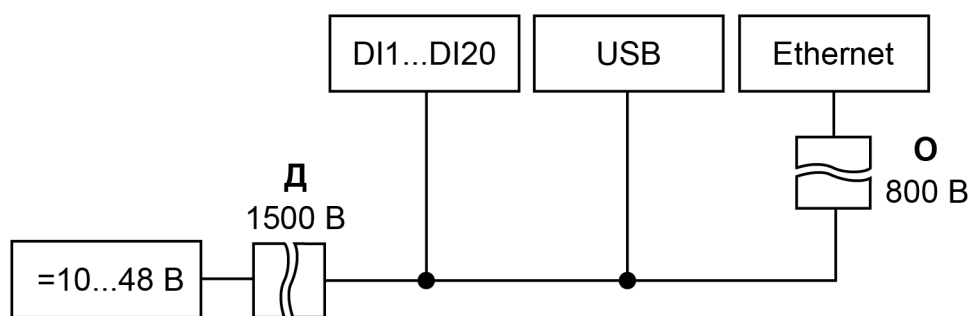 DI1...DI20
USB
Ethernet
О
800 В
Д
1500 В
=10...48 В